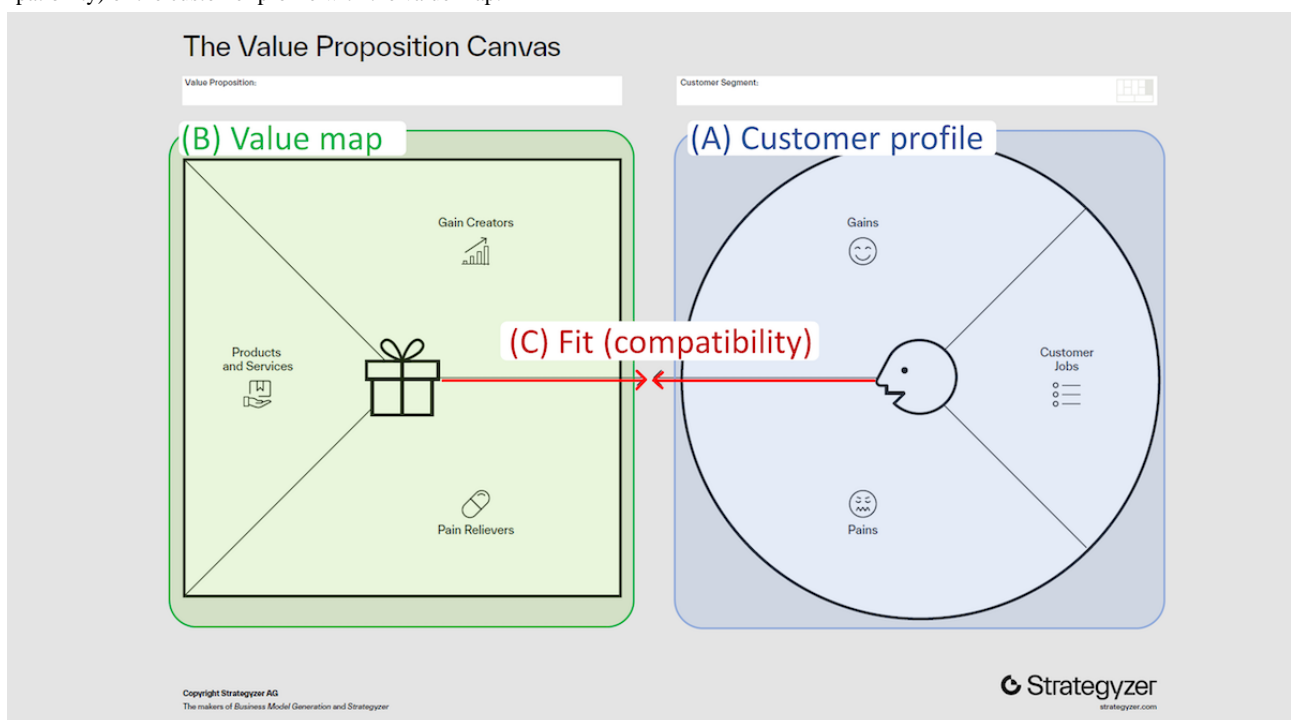 The Value Proposition Canvas
Value Proposition:
Customer Segment:
(B) Value map
(A) Customer profile
Gain Creators
Gains
(C) Fit (compatibility)
Products
and Services
Customer
Jobs
Pain Relievers
Pains
Copyright Strategyzer AG
The makers of Business Model Generation and Strategyzer
Strategyzer
strategyzer.com